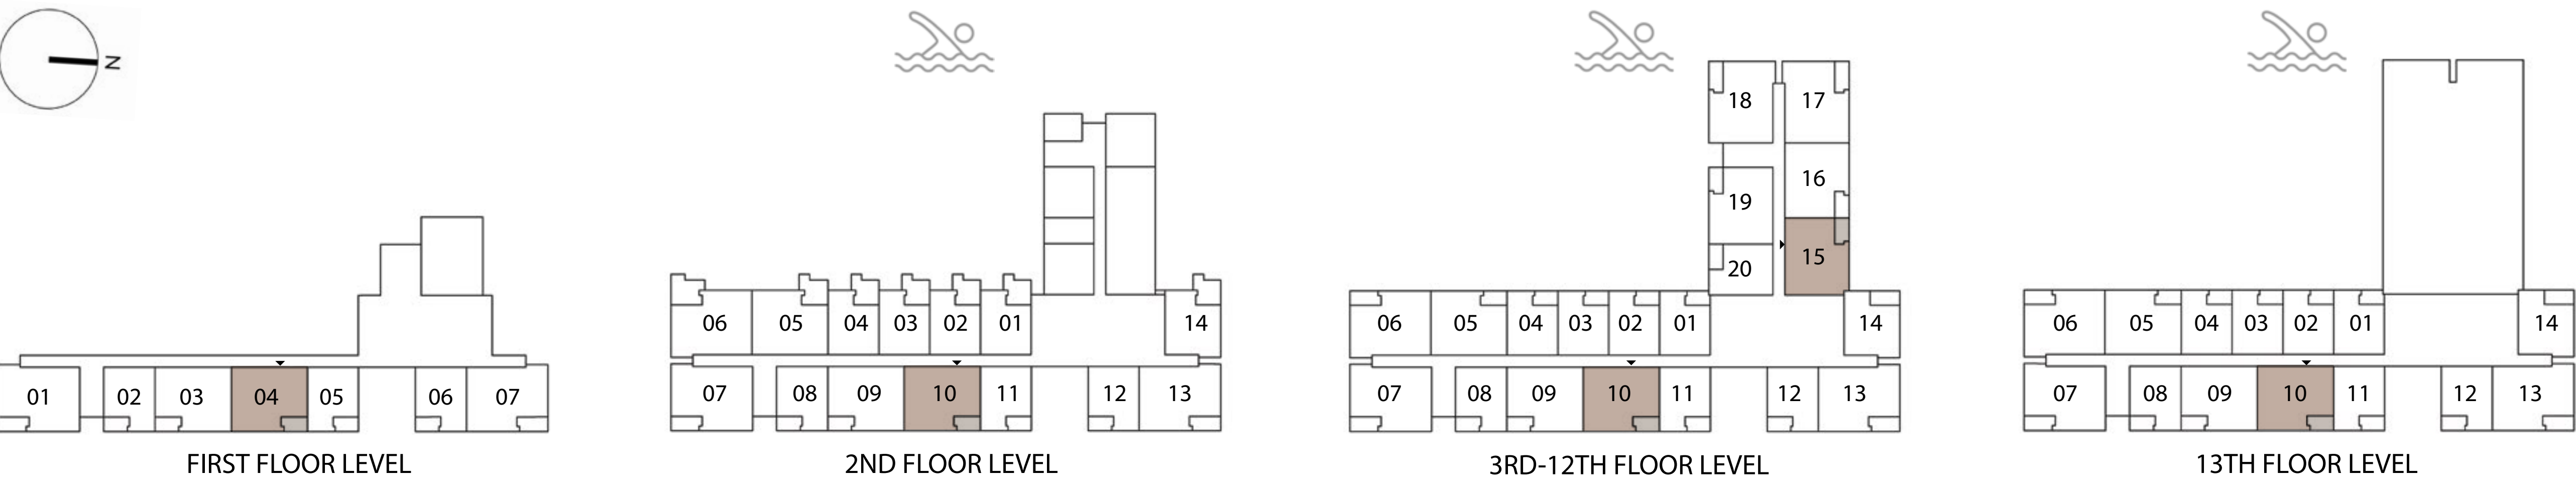 N
18 17
16
19
15
20
06 05 04 03 02 01 14
06 05 04 03 02 01 14
06 05 04 03 02 01 14
01 02 03 04 05 06 07
07 08 09 10 11 12 13
07 08 09 10 11 12 13
07 08 09 10 11 12 13
FIRST FLOOR LEVEL
2ND FLOOR LEVEL
3RD-12TH FLOOR LEVEL
13TH FLOOR LEVEL